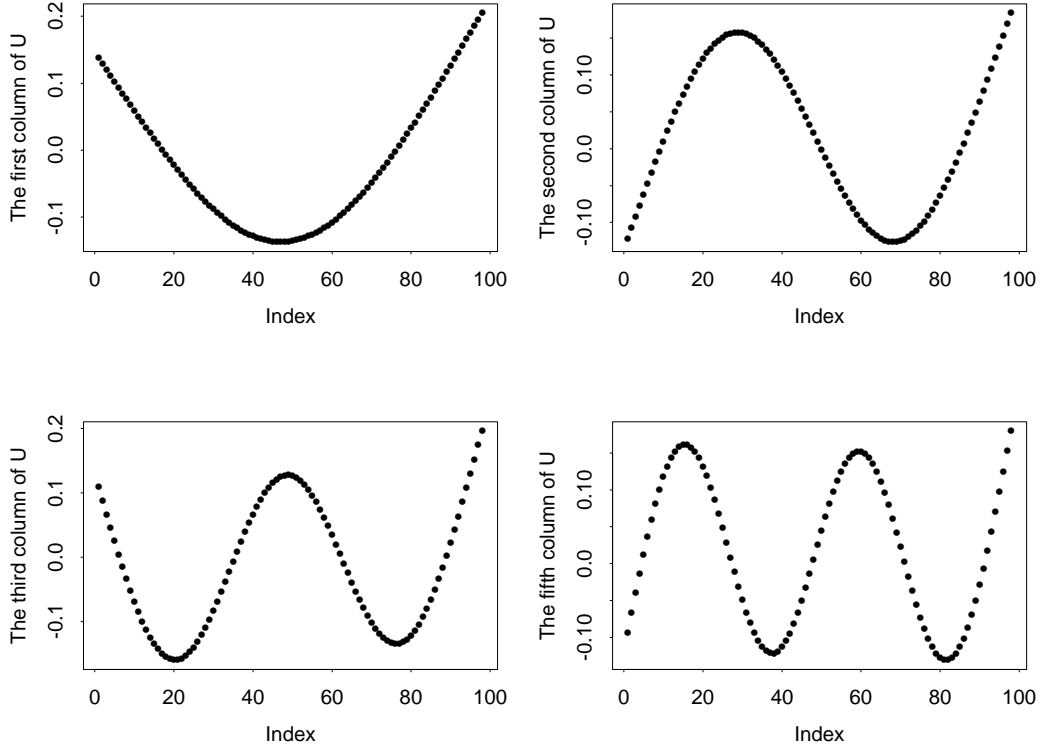 The first column of U
0.2
0.1
0.0
-0.1
0 20 40 60 80 100
Index
The second column of U
0.10
0.0
-0.10
0 20 40 60 80 100
Index
The third column of U
0.2
0.1
0.0
-0.1
0 20 40 60 80 100
Index
The fifth column of U
0.10
0.0
-0.10
0 20 40 60 80 100
Index